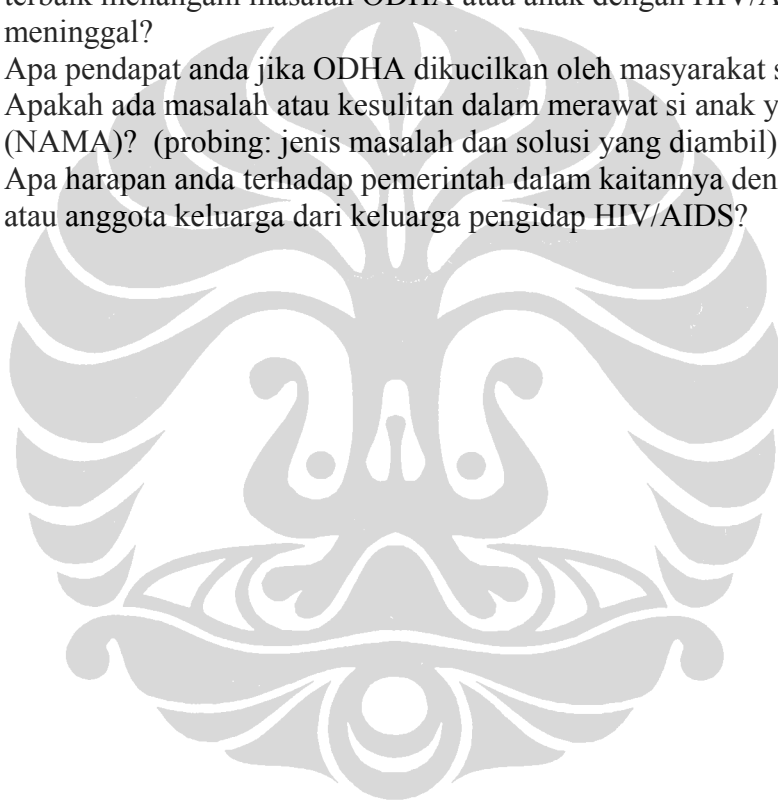 terbaik menangani masalah ODHA atau anak dengan HIV/A
meninggal?
Apa pendapat anda jika ODHA dikucilkan oleh masyarakat s
Apakah ada masalah atau kesulitan dalam merawat si anak y
(NAMA)? (probing: jenis masalah dan solusi yang diambil)
Apa harapan anda terhadap pemerintah dalam kaitannya den
atau anggota keluarga dari keluarga pengidap HIV/AIDS?